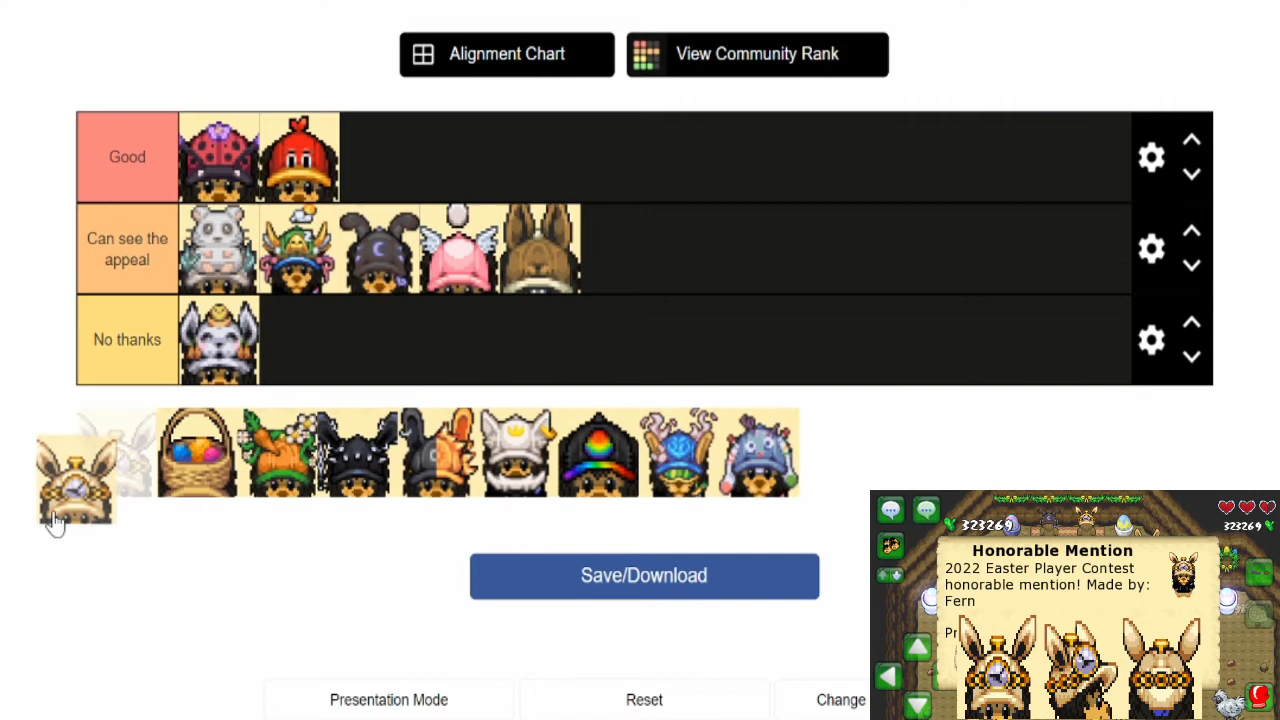 Alignment Chart
View Community Rank
Good
Can see the
appeal
No thanks
Save/Download
Presentation Mode
Reset
Change
323269
323269
Honorable Mention
2022 Easter Player Contest
honorable mention! Made by:
Fern